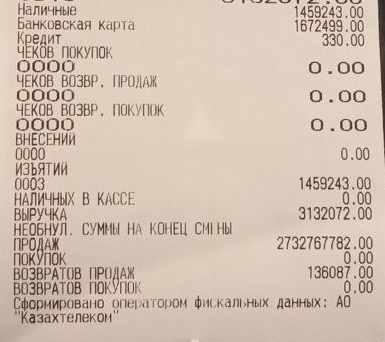 Наличные 1459243.00
Банковская карта 1672499.00
Кредит 330.00
ЧЕКОВ ПОКУПОК
0000 0.00
ЧЕКОВ ВОЗВР. ПРОДАЖ
0000 0.00
ЧЕКОВ ВОЗВР. ПОКУПОК
0000 0.00
ВНЕСЕНИЙ
0000 0.00
ИЗЪЯТИЙ
0003 1459243.00
НАЛИЧНЫХ В КАССЕ 0.00
ВЫРУЧКА 3132072.00
НЕОБНУЛ. СУММЫ НА КОНЕЦ СМЕНЫ
ПРОДАЖ 2732767782.00
ПОКУПОК 0.00
ВОЗВРАТОВ ПРОДАЖ 136087.00
ВОЗВРАТОВ ПОКУПОК 0.00
Сформировано оператором фискальных данных: АО
"Казахтелеком"